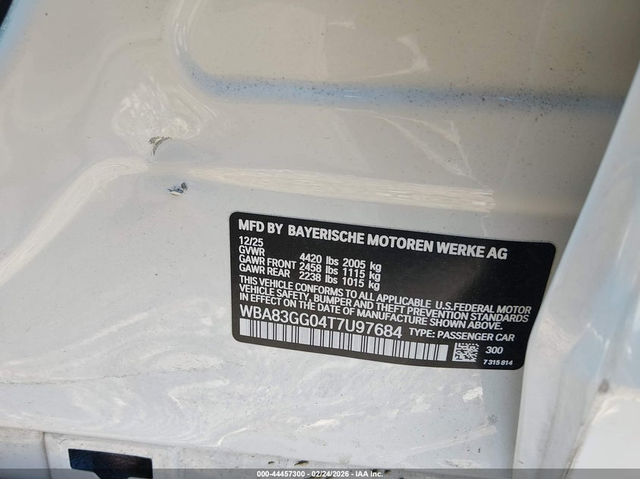 MFD BY BAYERISCHE MOTOREN WERKE AG
12/25
GVWR 4420 lbs 2005 kg
GAWR FRONT 2458 lbs 1115 kg
GAWR REAR 2238 lbs 1015 kg
THIS VEHICLE CONFORMS TO ALL APPLICABLE U.S.FEDERAL MOTOR
VEHICLE SAFETY, BUMPER AND THEFT PREVENTION STANDARDS
IN EFFECT ON THE DATE OF MANUFACTURE SHOWN ABOVE.
WBA83GG04T7U97684 TYPE: PASSENGER CAR
300
7 315 814
000-44457300 - 02/24/2026 - IAA Inc.